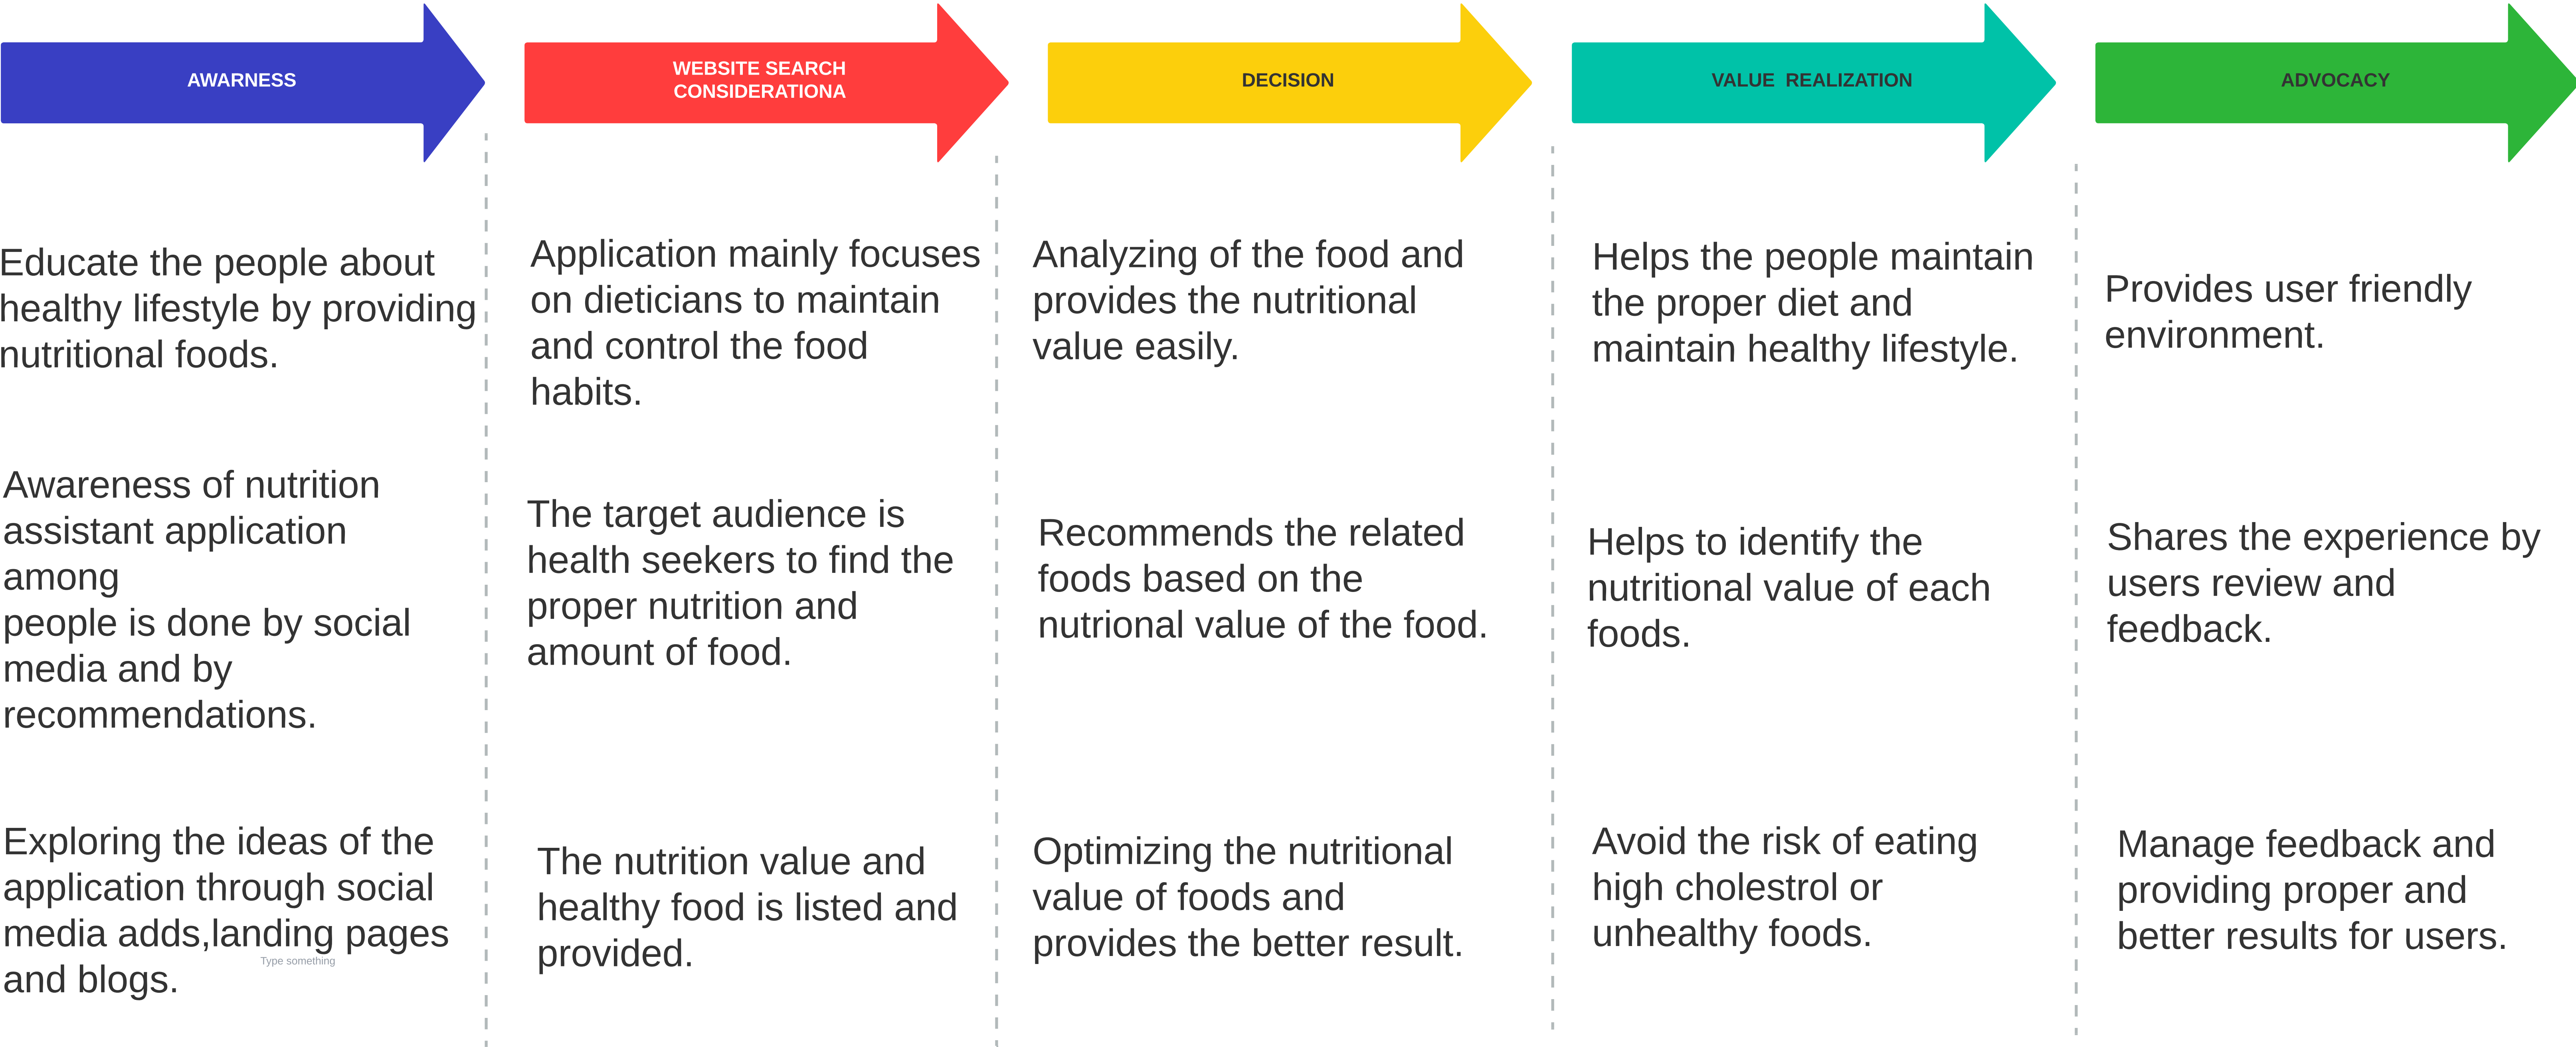 AWARNESS
WEBSITE SEARCH
CONSIDERATIONA
DECISION
VALUE  REALIZATION
ADVOCACY
Educate the people about
healthy lifestyle by providing
nutritional foods.
Awareness of nutrition
assistant application
among
people is done by social
media and by
recommendations.
Exploring the ideas of the
application through social
media adds,landing pages
and blogs.
Type something
Application mainly focuses
on dieticians to maintain
and control the food
habits.
The target audience is
health seekers to find the
proper nutrition and
amount of food.
The nutrition value and
healthy food is listed and
provided.
Analyzing of the food and
provides the nutritional
value easily.
Recommends the related
foods based on the
nutrional value of the food.
Optimizing the nutritional
value of foods and
provides the better result.
Helps the people maintain
the proper diet and
maintain healthy lifestyle.
Helps to identify the
nutritional value of each
foods.
Avoid the risk of eating
high cholestrol or
unhealthy foods.
Provides user friendly
environment.
Shares the experience by
users review and
feedback.
Manage feedback and
providing proper and
better results for users.